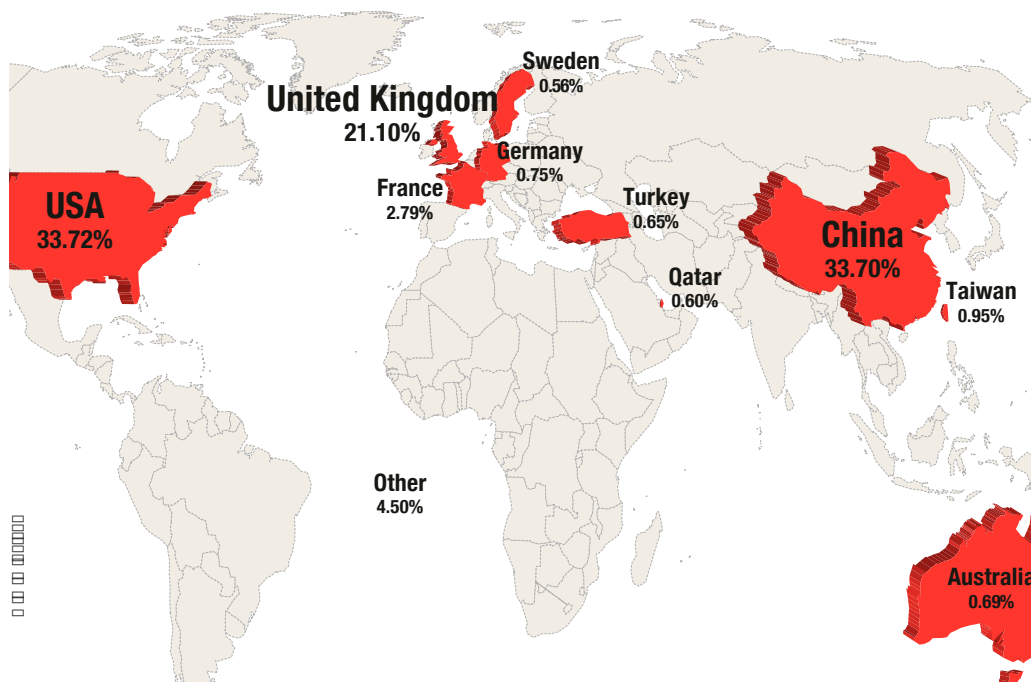 Sweden
0.56%
United Kingdom
21.10%
Germany
0.75%
France
2.79%
Turkey
0.65%
USA
33.72%
China
33.70%
Qatar
0.60%
Taiwan
0.95%
Other
4.50%
Australia
0.69%